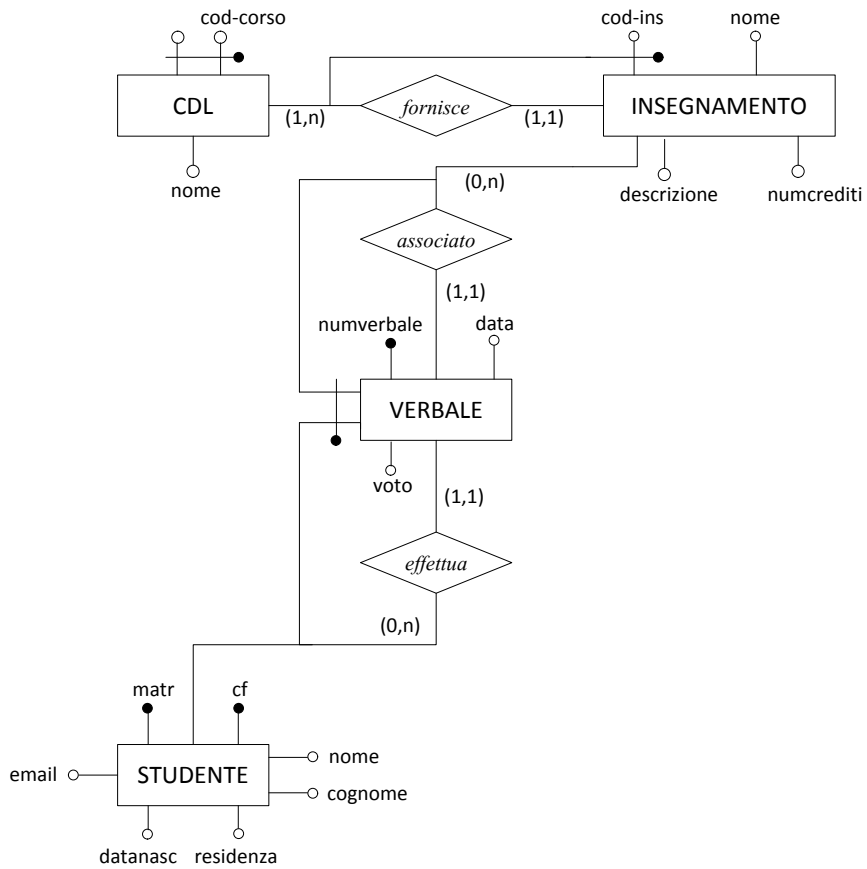 cod-corso
cod-ins
nome
CDL
fornisce
INSEGNAMENTO
(1,n)
(1,1)
nome
(0,n)
descrizione
numcrediti
associato
(1,1)
numverbale
data
VERBALE
voto
(1,1)
effettua
(0,n)
matr
cf
nome
email
STUDENTE
cognome
datanasc
residenza